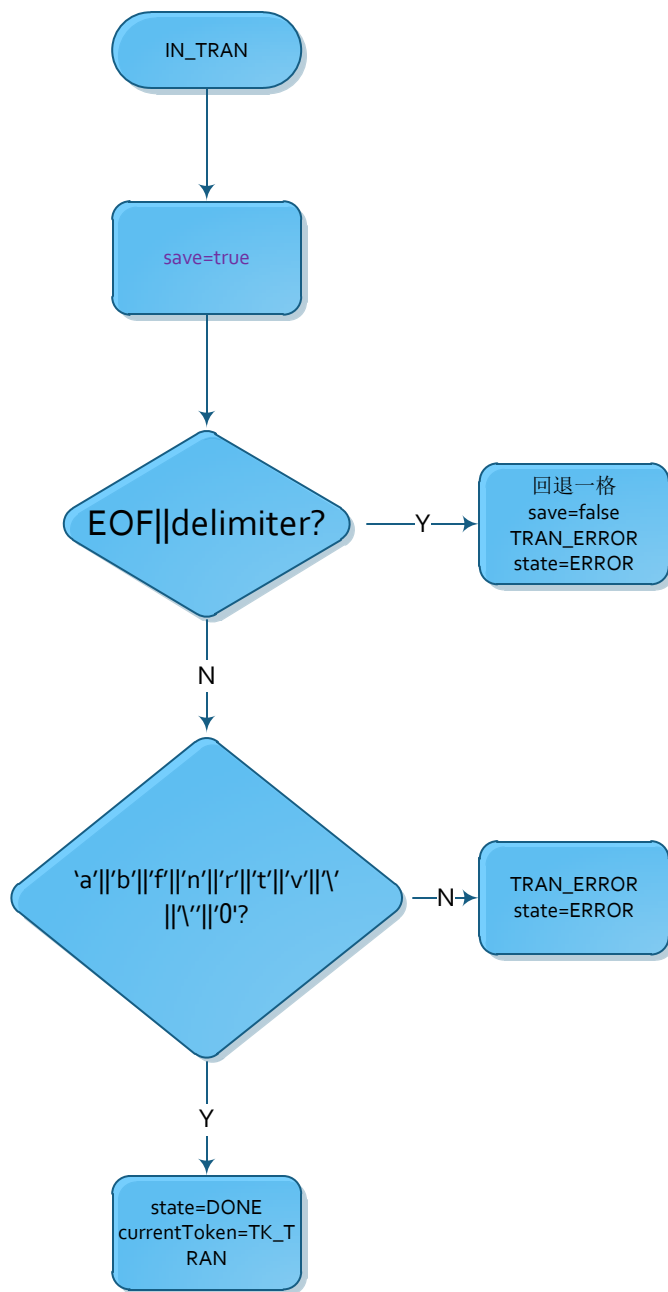 IN_TRAN
save=true
EOF||delimiter?
Y
回退一格
save=false
TRAN_ERROR
state=ERROR
N
‘a’||’b’||’f’||’n’||’r’||’t’||’v’||’\’
||’\’’||’0’?
N
TRAN_ERROR
state=ERROR
Y
state=DONE
currentToken=TK_T
RAN